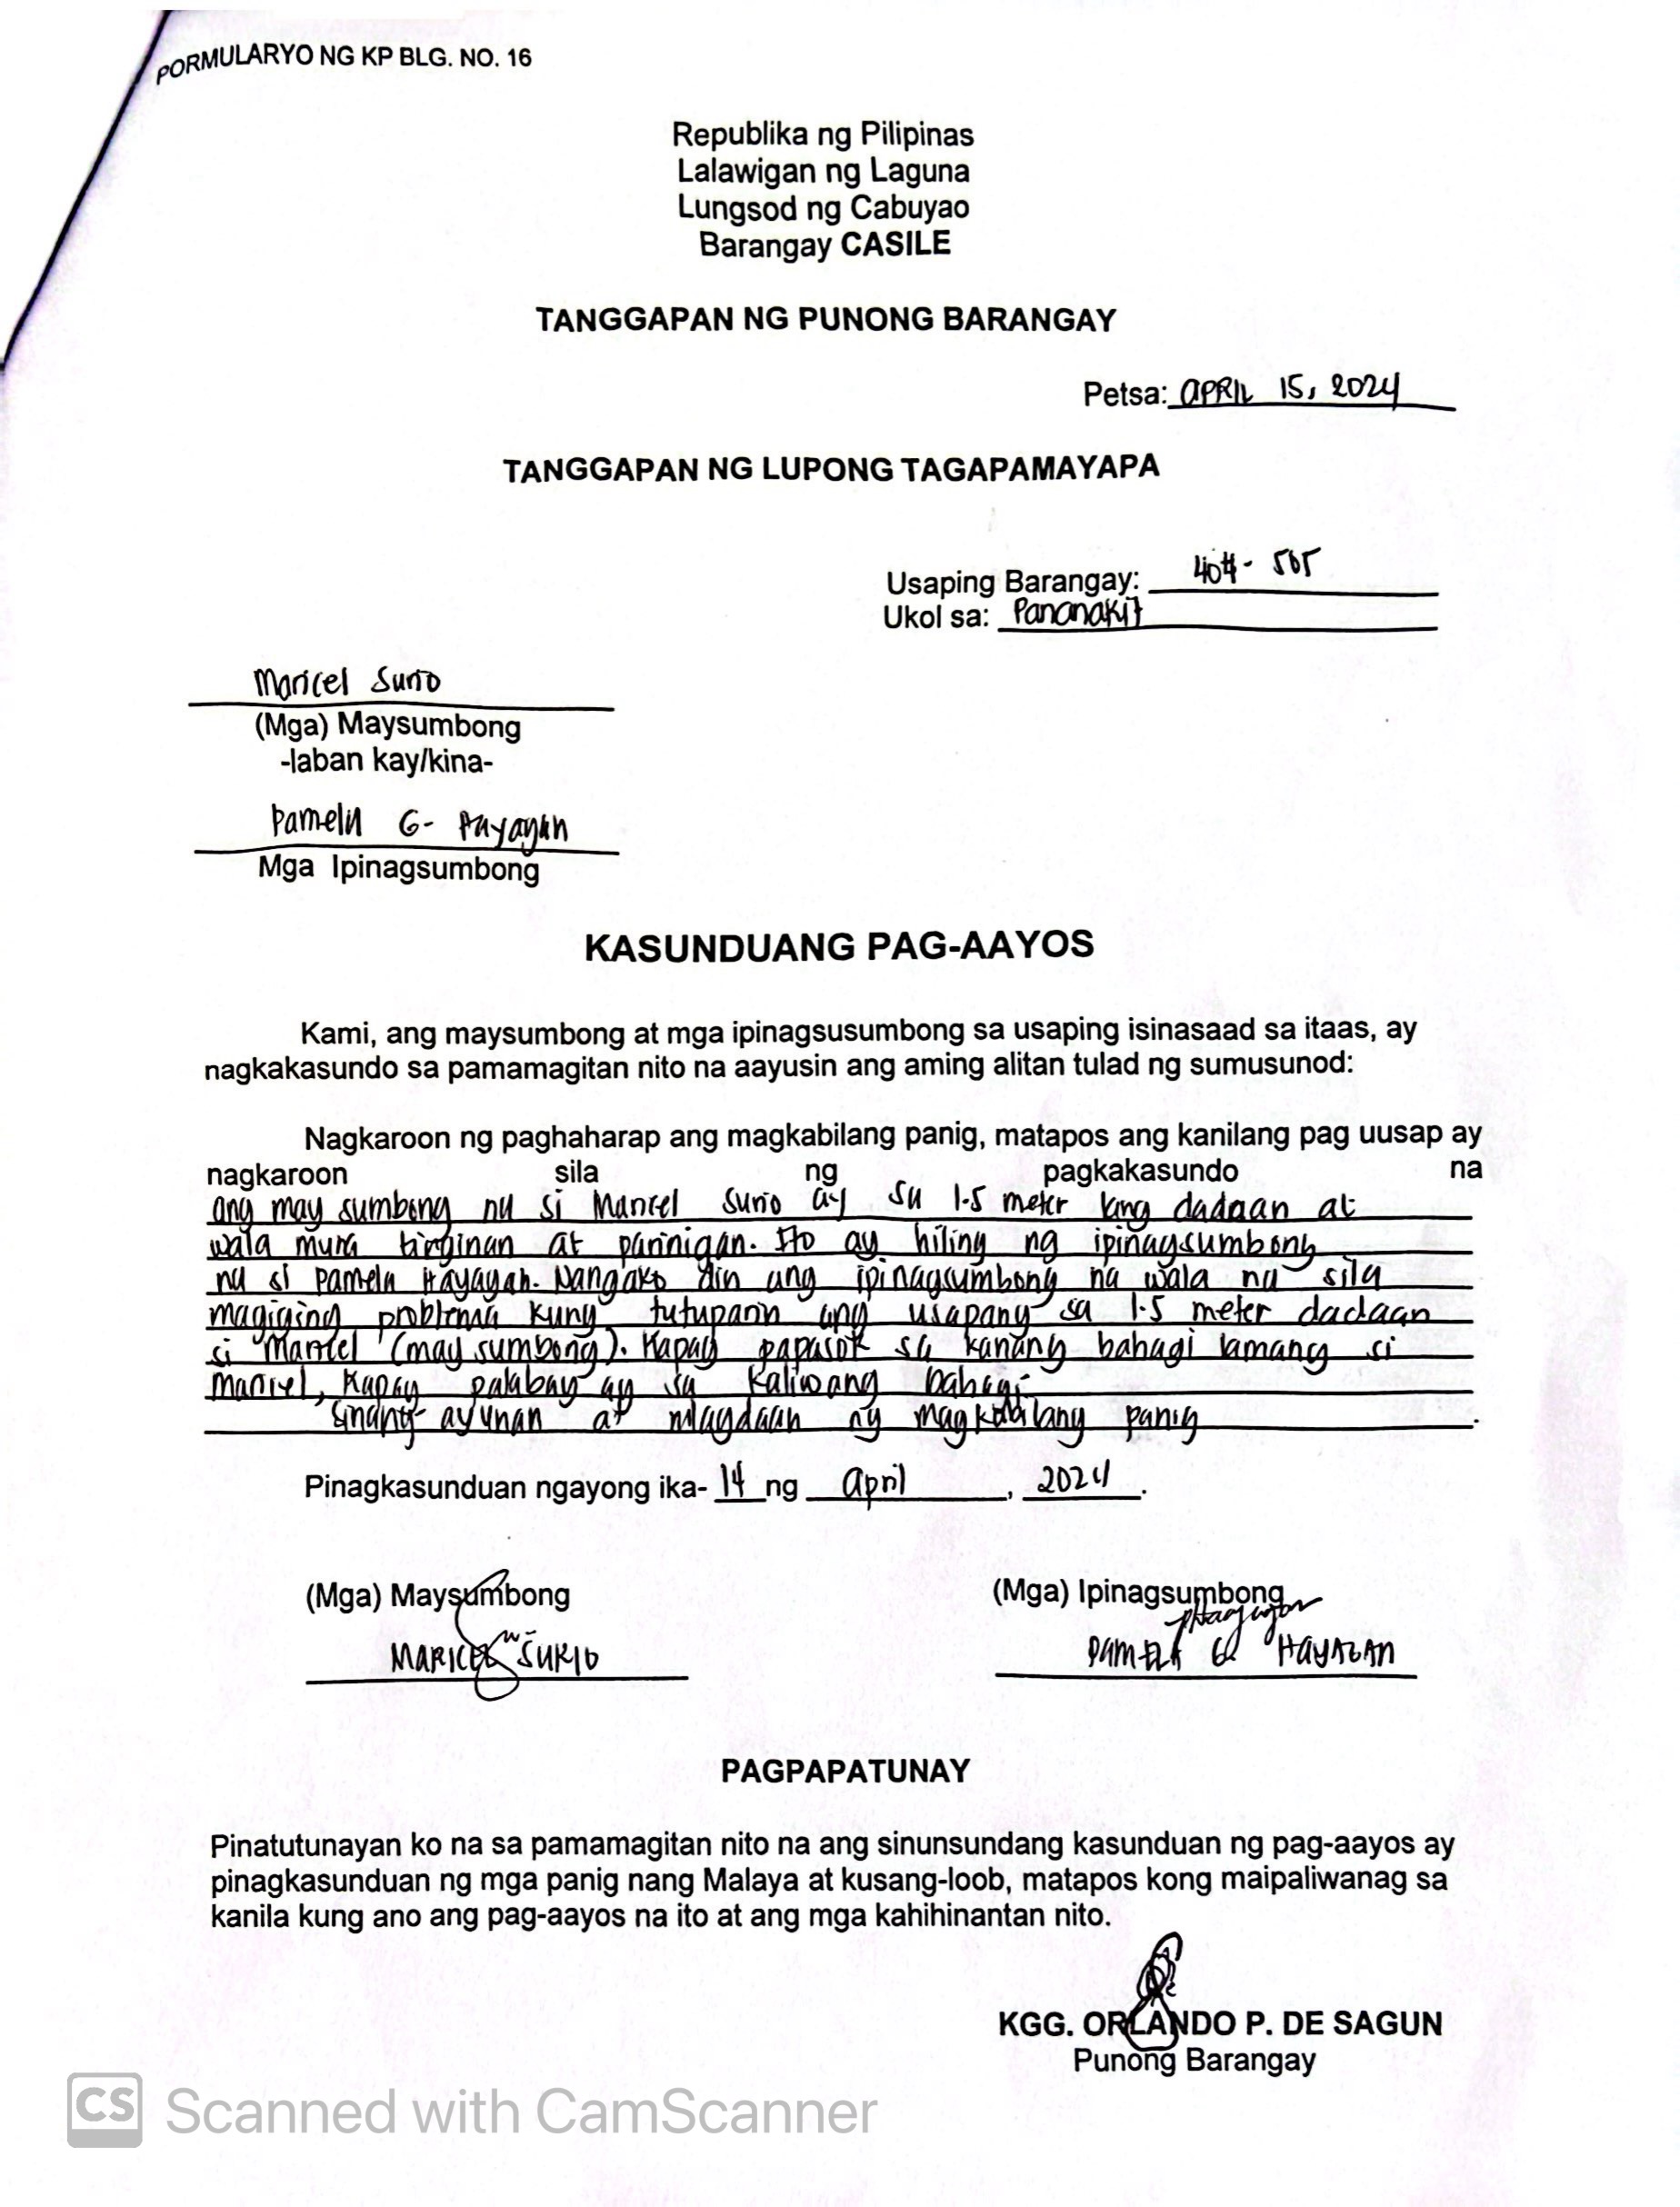 PORMULARYO NG KP BLG. NO. 16
Republika ng Pilipinas
Lalawigan ng Laguna
Lungsod ng Cabuyao
Barangay CASILE
TANGGAPAN NG PUNONG BARANGAY
Petsa: APRIL 15, 2024
TANGGAPAN NG LUPONG TAGAPAMAYAPA
Usaping Barangay:
Ukol sa: Pananakit
Maricel Surio
(Mga) Maysumbong
-laban kay/kina-
Pamela G.
Mga Ipinagsumbong
KASUNDUANG PAG-AAYOS
Kami, ang maysumbong at mga ipinagsusumbong sa usaping isinasaad sa itaas, ay
nagkakasundo sa pamamagitan nito na aayusin ang aming alitan tulad ng sumusunod:
Nagkaroon ng paghaharap ang magkabilang panig, matapos ang kanilang pag uusap ay
nagkaroon sila ng pagkakasundo na
ang may sumbong na si Maricel Surio ay sa 1.5 meter lang dadaan at
wala mura tirginan at parinigan. Ito ay hiling ng ipinagsumbong
na si Pamela Hayagan. Nangako din ang ipinagsumbong na wala na sila
magiging problema kung tutuparin ang usapang sa 1.5 meter dadaan
si Maricel (may sumbong). Kapag papasok sa kanang bahagi lamang si
Maricel, Kapag palabay ay sa kaliwang bahagi.
Sinang-ayunan at nilagdaan ng magkabilang panig.
Pinagkasunduan ngayong ika- 14 ng April, 2024.
(Mga) Maysumbong
(Mga) Ipinagsumbong
MARICEL SURIO
PAMELA G HAYAGAN
PAGPAPATUNAY
Pinatutunayan ko na sa pamamagitan nito na ang sinunsundang kasunduan ng pag-aayos ay
pinagkasunduan ng mga panig nang Malaya at kusang-loob, matapos kong maipaliwanag sa
kanila kung ano ang pag-aayos na ito at ang mga kahihinantan nito.
KGG. ORLANDO P. DE SAGUN
Punong Barangay
CS Scanned with CamScanner